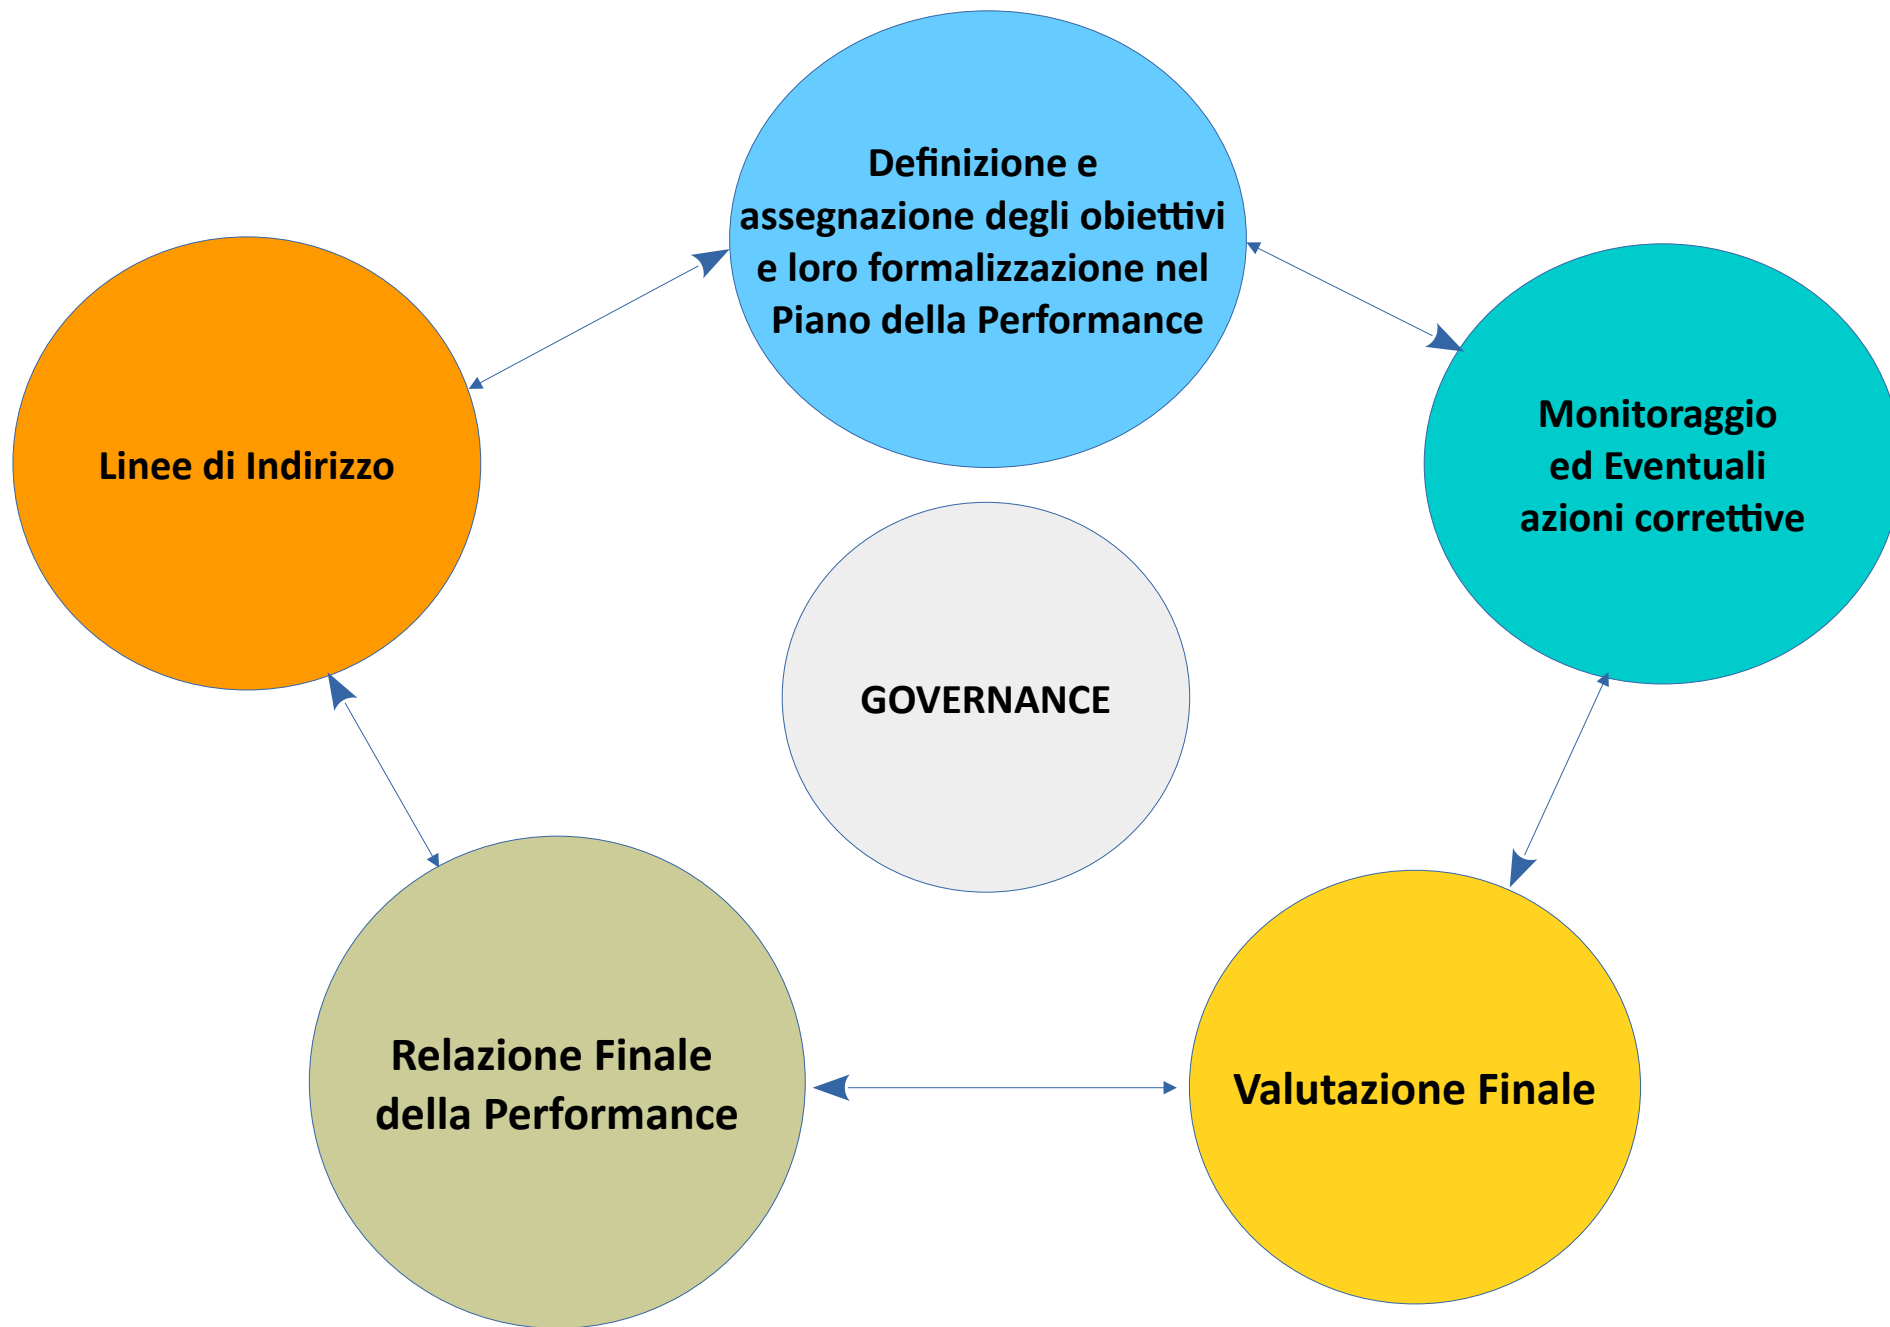 Definizione e
assegnazione degli obiettivi
e loro formalizzazione nel
Piano della Performance
Linee di Indirizzo
Monitoraggio
ed Eventuali
azioni correttive
GOVERNANCE
Relazione Finale
della Performance
Valutazione Finale